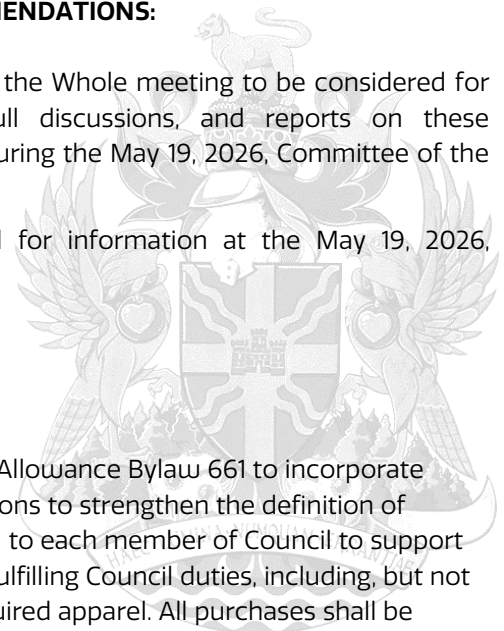 ENDATIONS:
the Whole meeting to be considered for
ull discussions, and reports on these
uring the May 19, 2026, Committee of the
for information at the May 19, 2026,
Allowance Bylaw 661 to incorporate
ons to strengthen the definition of
to each member of Council to support
ulfilling Council duties, including, but not
uired apparel. All purchases shall be